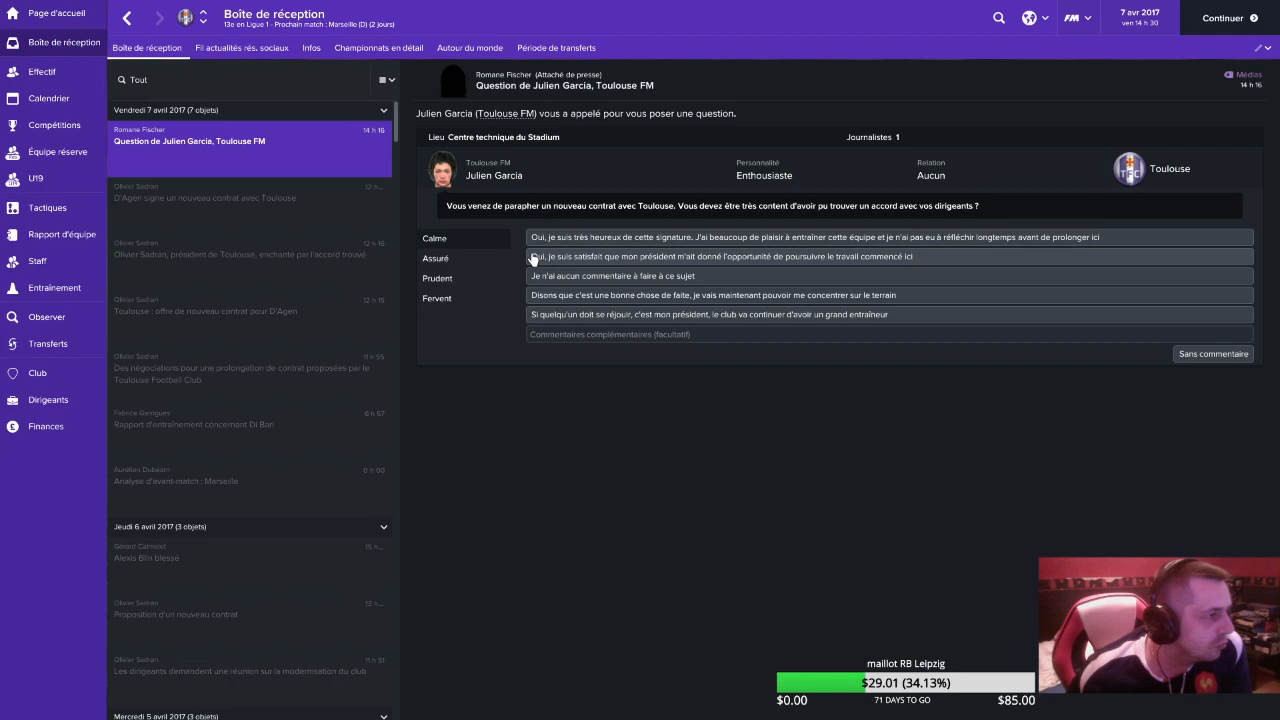 Page d'accueil
Boîte de réception
Effectif
Calendrier
Compétitions
Équipe réserve
U19
Tactiques
Rapport d'équipe
Staff
Entraînement
Observer
Transferts
Club
Dirigeants
Finances
Boîte de réception
13e en Ligue 1 - Prochain match : Marseille (D) (2 jours)
FM
7 avr 2017
ven 14 h 30
Continuer
Boîte de réception
Fil actualités rés. sociaux
Infos
Championnats en détail
Autour du monde
Période de transferts
Tout
Vendredi 7 avril 2017 (7 objets)
Romane Fischer 14 h 16
Question de Julien Garcia, Toulouse FM
Olivier Sadran 12 h...
D'Agen signe un nouveau contrat avec Toulouse
Olivier Sadran 12 h 16
Olivier Sadran, président de Toulouse, enchanté par l'accord trouvé
Olivier Sadran 12 h 15
Toulouse : offre de nouveau contrat pour D'Agen
Olivier Sadran 11 h 55
Des négociations pour une prolongation de contrat proposées par le
Toulouse Football Club
Fabrice Garrigues 6 h 57
Rapport d'entraînement concernant Di Bari
Aurélien Dubearn 0 h 00
Analyse d'avant-match : Marseille
Jeudi 6 avril 2017 (3 objets)
Gérard Calmelet 15 h...
Alexis Blin blessé
Olivier Sadran 13 h...
Proposition d'un nouveau contrat
Olivier Sadran 11 h 51
Les dirigeants demandent une réunion sur la modernisation du club
Mercredi 5 avril 2017 (3 objets)
Romane Fischer (Attaché de presse)
Question de Julien Garcia, Toulouse FM
Médias
14 h 16
Julien Garcia (Toulouse FM) vous a appelé pour vous poser une question.
Lieu Centre technique du Stadium
Journalistes 1
Toulouse FM
Julien Garcia
Personnalité
Enthousiaste
Relation
Aucun
TFC
Toulouse
Vous venez de parapher un nouveau contrat avec Toulouse. Vous devez être très content d'avoir pu trouver un accord avec vos dirigeants ?
Calme
Assuré
Prudent
Fervent
Oui, je suis très heureux de cette signature. J'ai beaucoup de plaisir à entraîner cette équipe et je n'ai pas eu à réfléchir longtemps avant de prolonger ici
Oui, je suis satisfait que mon président m'ait donné l'opportunité de poursuivre le travail commencé ici
Je n'ai aucun commentaire à faire à ce sujet
Disons que c'est une bonne chose de faite, je vais maintenant pouvoir me concentrer sur le terrain
Si quelqu'un doit se réjouir, c'est mon président, le club va continuer d'avoir un grand entraîneur
Commentaires complémentaires (facultatif)
Sans commentaire
maillot RB Leipzig
$29.01 (34.13%)
$0.00
71 DAYS TO GO
$85.00